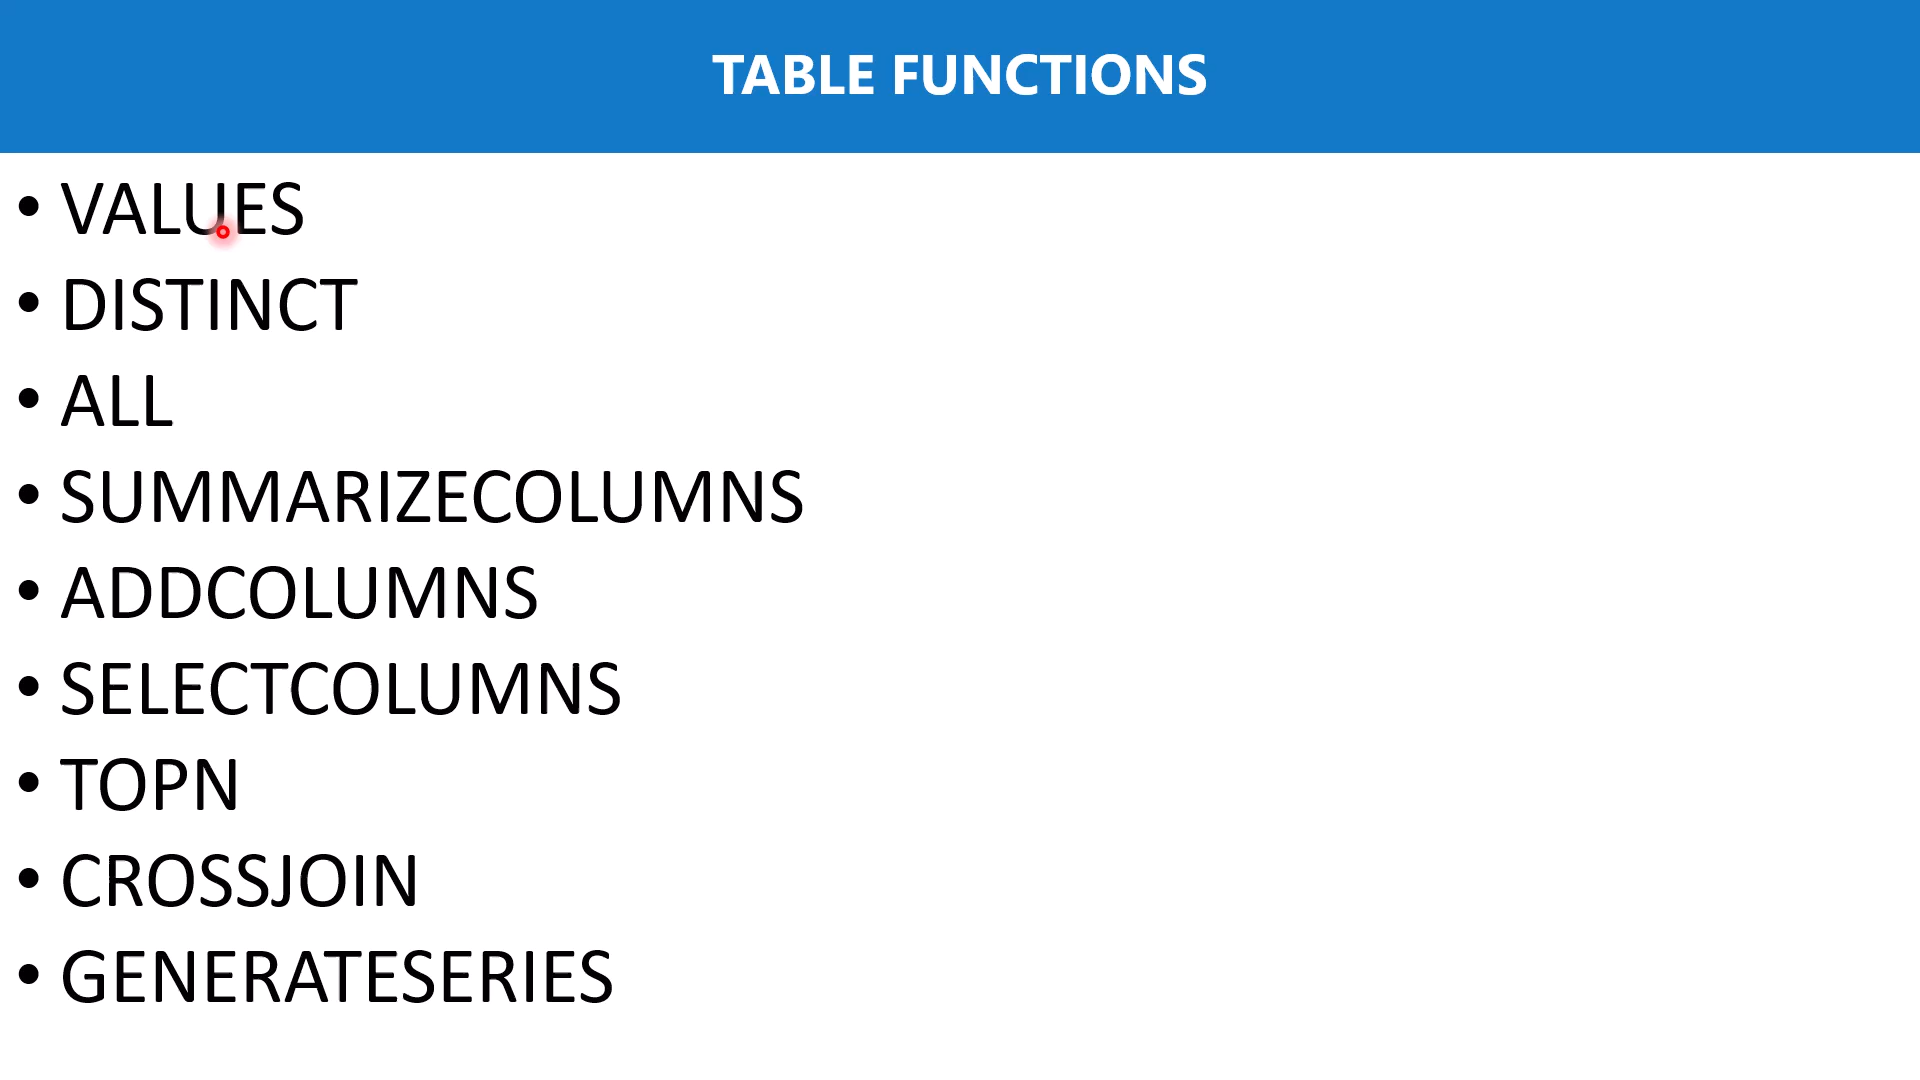 TABLE FUNCTIONS
• VALUES
• DISTINCT
• ALL
• SUMMARIZECOLUMNS
• ADDCOLUMNS
• SELECTCOLUMNS
• TOPN
• CROSSJOIN
• GENERATESERIES